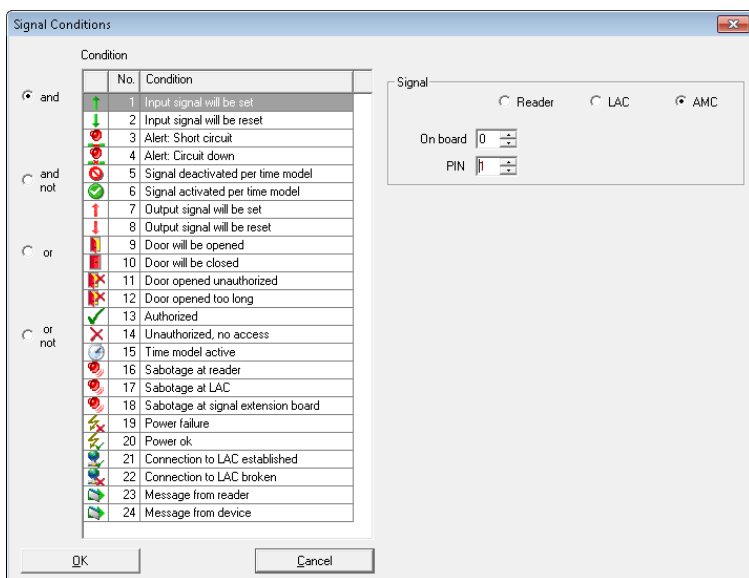 Signal Conditions
Condition
and
and not
or
or not
No. Condition
1 Input signal will be set
2 Input signal will be reset
3 Alert: Short circuit
4 Alert: Circuit down
5 Signal deactivated per time model
6 Signal activated per time model
7 Output signal will be set
8 Output signal will be reset
9 Door will be opened
10 Door will be closed
11 Door opened unauthorized
12 Door opened too long
13 Authorized
14 Unauthorized, no access
15 Time model active
16 Sabotage at reader
17 Sabotage at LAC
18 Sabotage at signal extension board
19 Power failure
20 Power ok
21 Connection to LAC established
22 Connection to LAC broken
23 Message from reader
24 Message from device
Signal
Reader LAC AMC
On board 0
PIN 1
OK Cancel